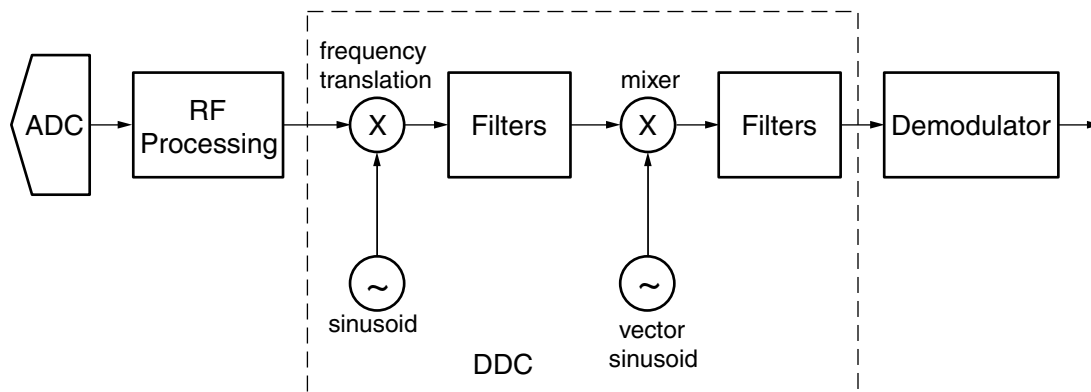 frequency
translation
mixer
ADC
RF
Processing
X
Filters
X
Filters
Demodulator
~
~
sinusoid
vector
sinusoid
DDC